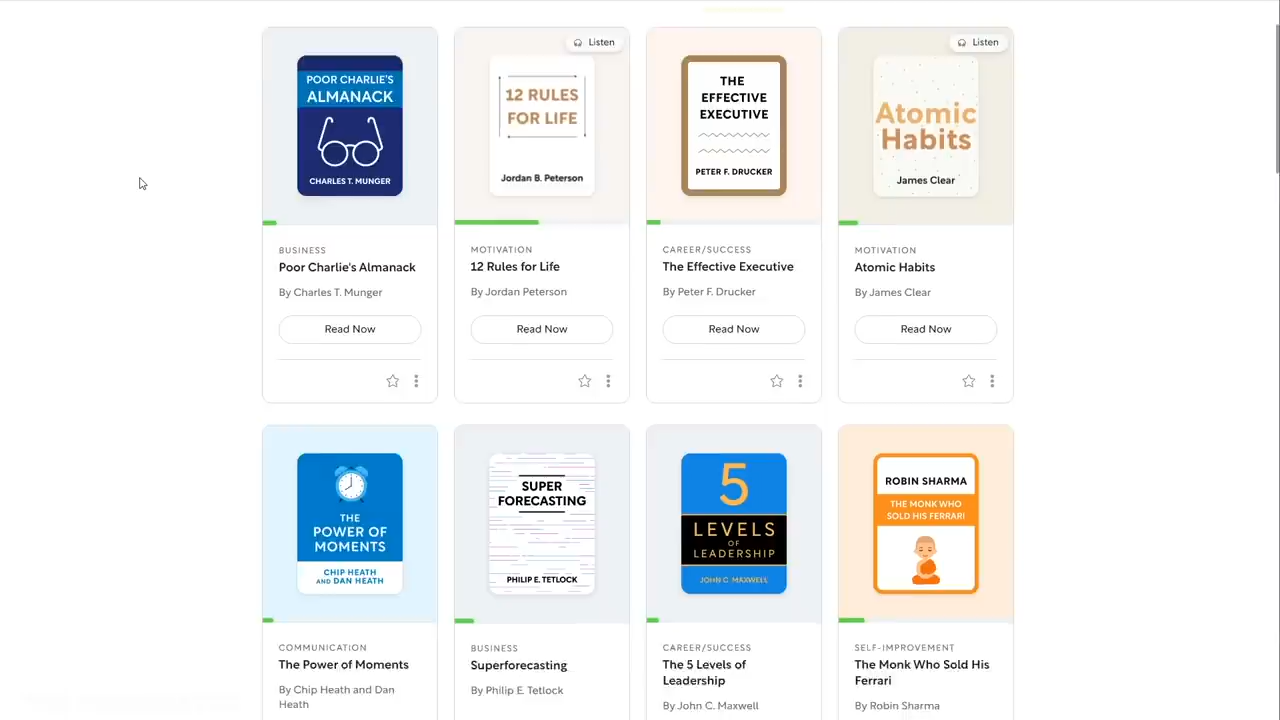 POOR CHARLIE'S
ALMANACK
CHARLES T. MUNGER
BUSINESS
Poor Charlie's Almanack
By Charles T. Munger
Read Now
Listen
12 RULES
FOR LIFE
Jordan B. Peterson
MOTIVATION
12 Rules for Life
By Jordan Peterson
Read Now
THE
EFFECTIVE
EXECUTIVE
PETER F. DRUCKER
CAREER/SUCCESS
The Effective Executive
By Peter F. Drucker
Read Now
Listen
Atomic
Habits
James Clear
MOTIVATION
Atomic Habits
By James Clear
Read Now
THE
POWER OF
MOMENTS
CHIP HEATH
AND DAN HEATH
COMMUNICATION
The Power of Moments
By Chip Heath and Dan
Heath
SUPER
FORECASTING
PHILIP E. TETLOCK
BUSINESS
Superforecasting
By Philip E. Tetlock
5
LEVELS
OF
LEADERSHIP
JOHN C. MAXWELL
CAREER/SUCCESS
The 5 Levels of
Leadership
By John C. Maxwell
ROBIN SHARMA
THE MONK WHO
SOLD HIS FERRARI
SELF-IMPROVEMENT
The Monk Who Sold His
Ferrari
By Robin Sharma